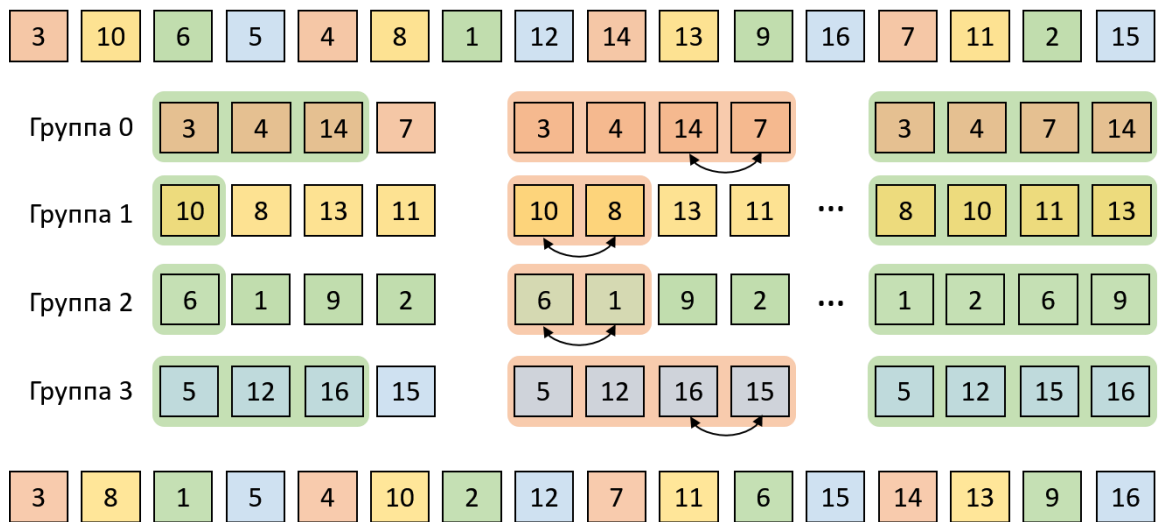 3 10 6 5 4 8 1 12 14 13 9 16 7 11 2 15
Группа 0 3 4 14 7 3 4 14 7 3 4 7 14
Группа 1 10 8 13 11 10 8 13 11 ... 8 10 11 13
Группа 2 6 1 9 2 6 1 9 2 ... 1 2 6 9
Группа 3 5 12 16 15 5 12 16 15 5 12 15 16
3 8 1 5 4 10 2 12 7 11 6 15 14 13 9 16